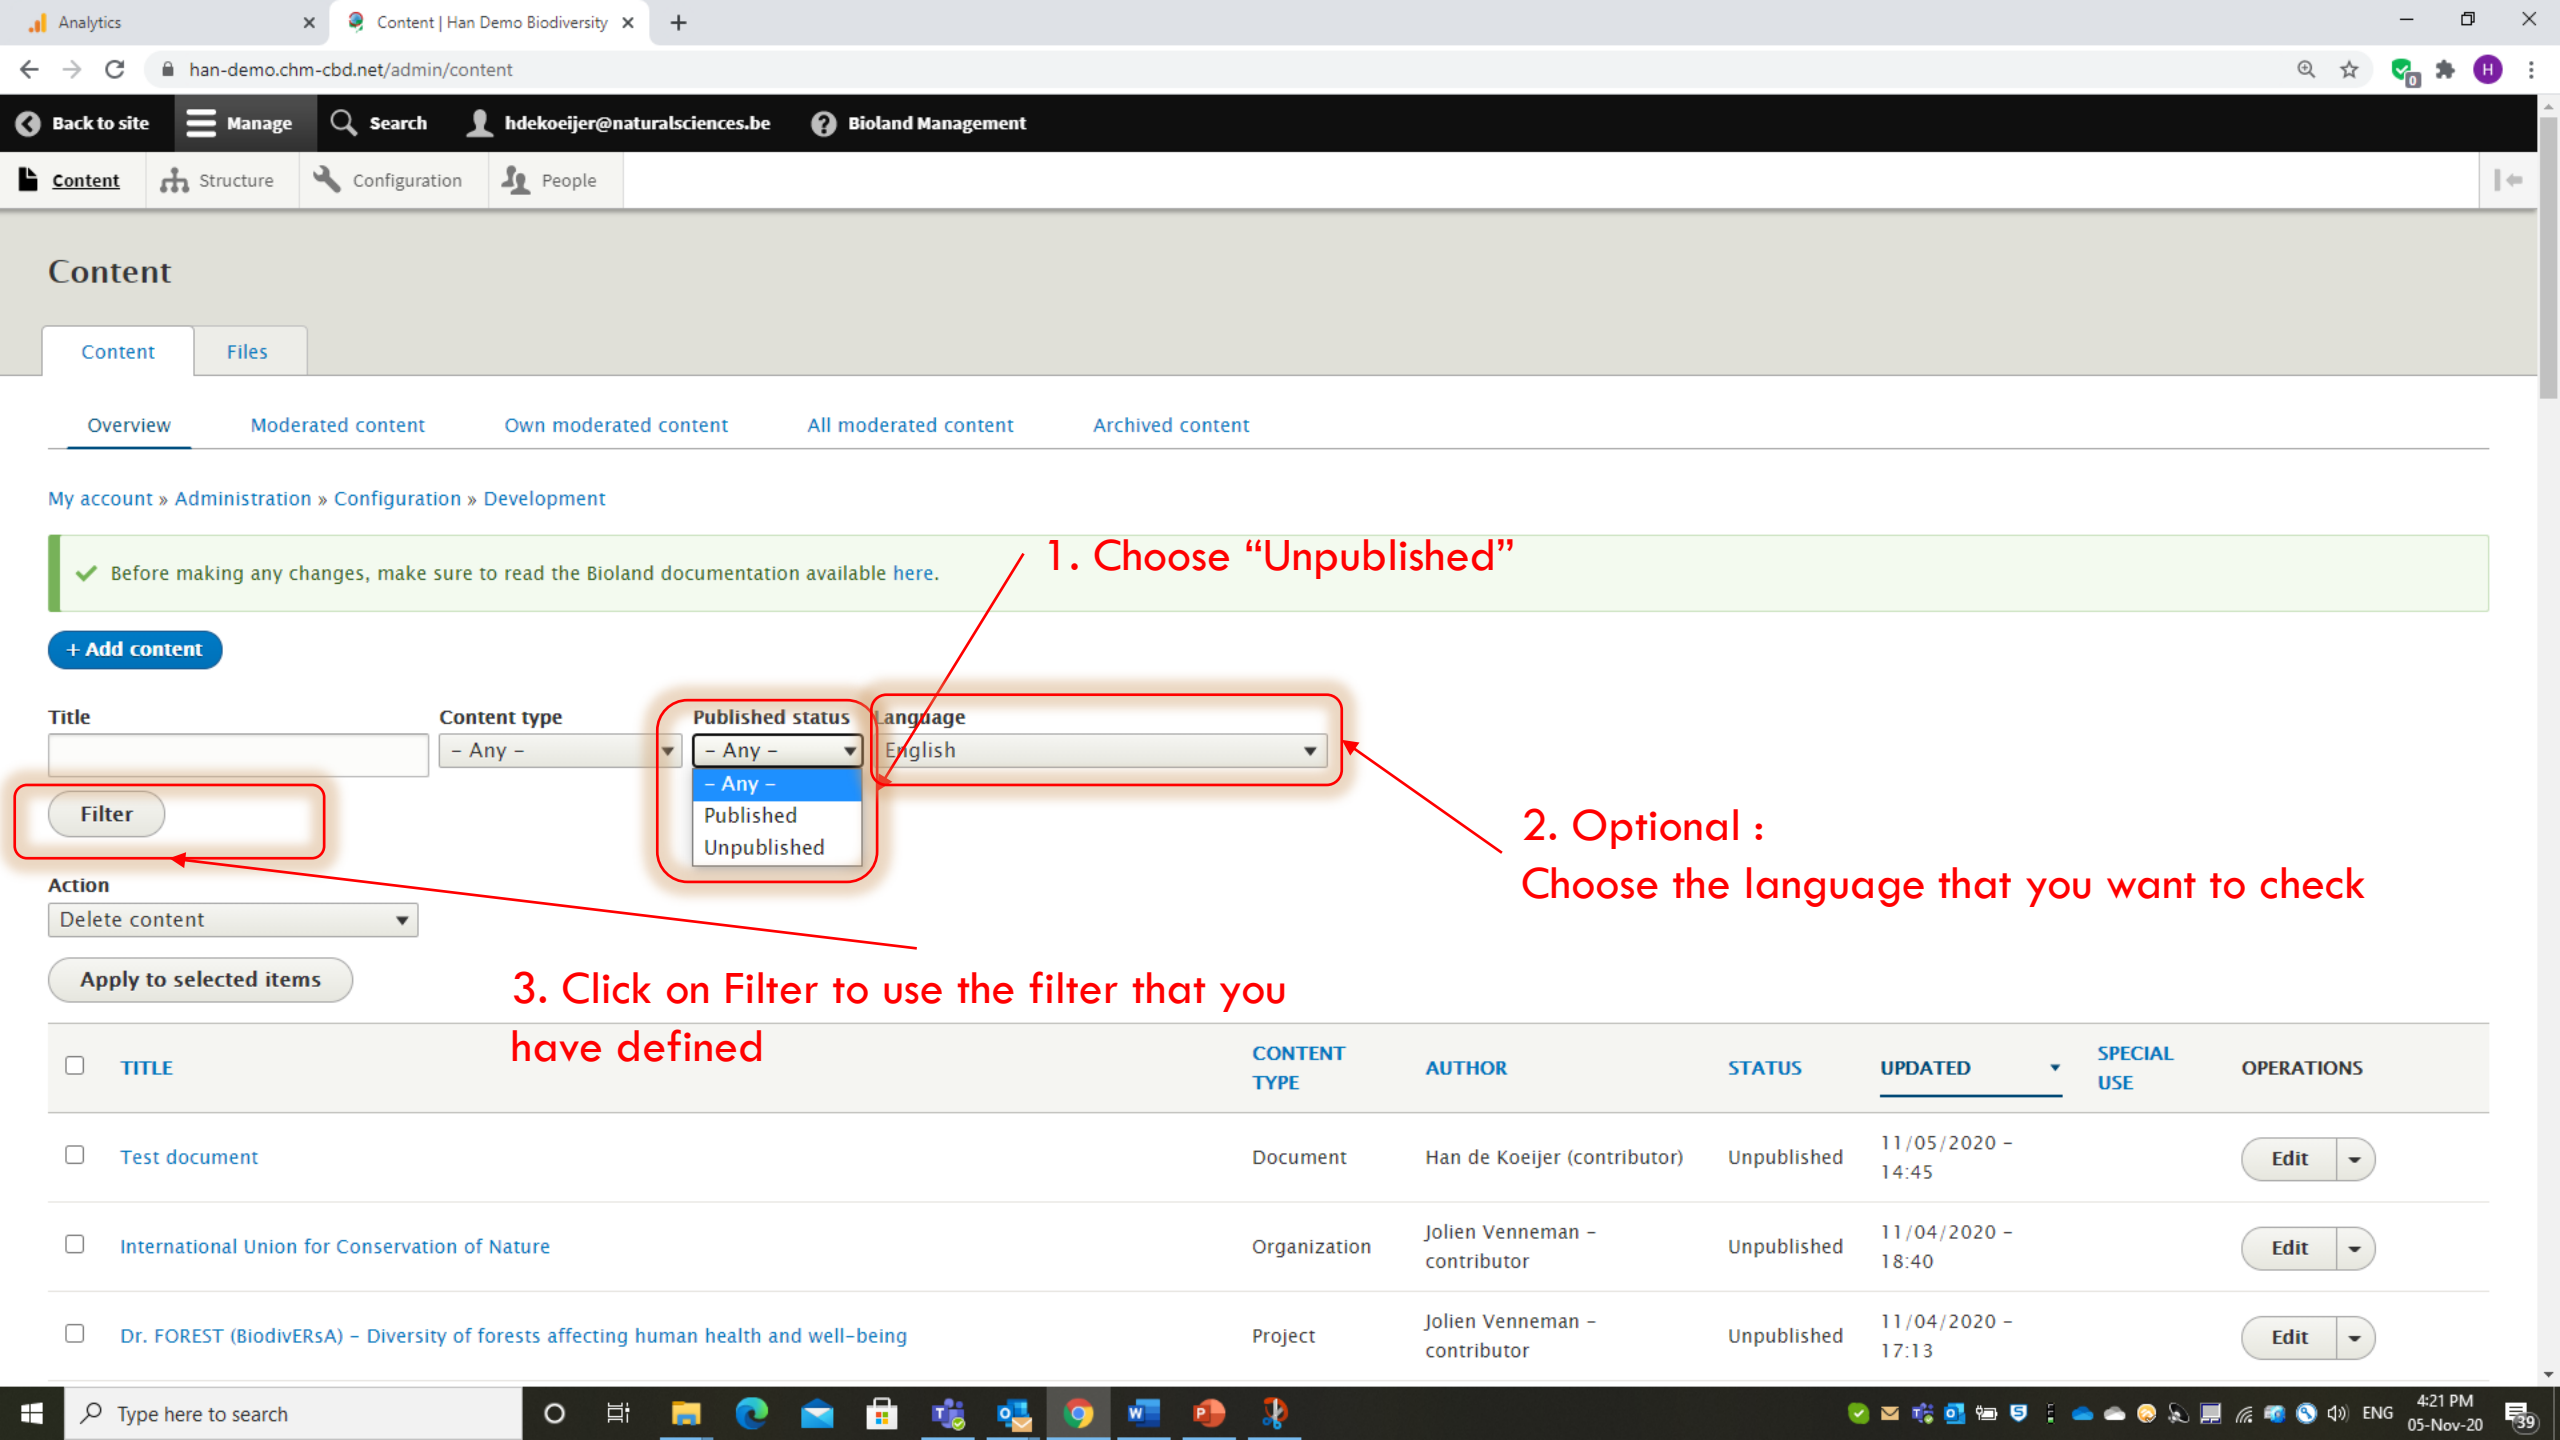 Analytics
Content | Han Demo Biodiversity
han-demo.chm-cbd.net/admin/content
0
H
Back to site
Manage
Search
hdekoeijer@naturalsciences.be
Bioland Management
Content
Structure
Configuration
People
Content
Content
Files
Overview
Moderated content
Own moderated content
All moderated content
Archived content
My account » Administration » Configuration » Development
Before making any changes, make sure to read the Bioland documentation available here.
1. Choose “Unpublished”
+ Add content
Title
Content type
Published status
Language
– Any –
– Any –
English
– Any –
Published
Unpublished
Filter
2. Optional :
Choose the language that you want to check
Action
Delete content
Apply to selected items
3. Click on Filter to use the filter that you
have defined
TITLE
CONTENT
TYPE
AUTHOR
STATUS
UPDATED
SPECIAL
USE
OPERATIONS
Test document
Document
Han de Koeijer (contributor)
Unpublished
11/05/2020 –
14:45
Edit
International Union for Conservation of Nature
Organization
Jolien Venneman –
contributor
Unpublished
11/04/2020 –
18:40
Edit
Dr. FOREST (BiodivERsA) – Diversity of forests affecting human health and well-being
Project
Jolien Venneman –
contributor
Unpublished
11/04/2020 –
17:13
Edit
Type here to search
ENG
4:21 PM
05-Nov-20
39